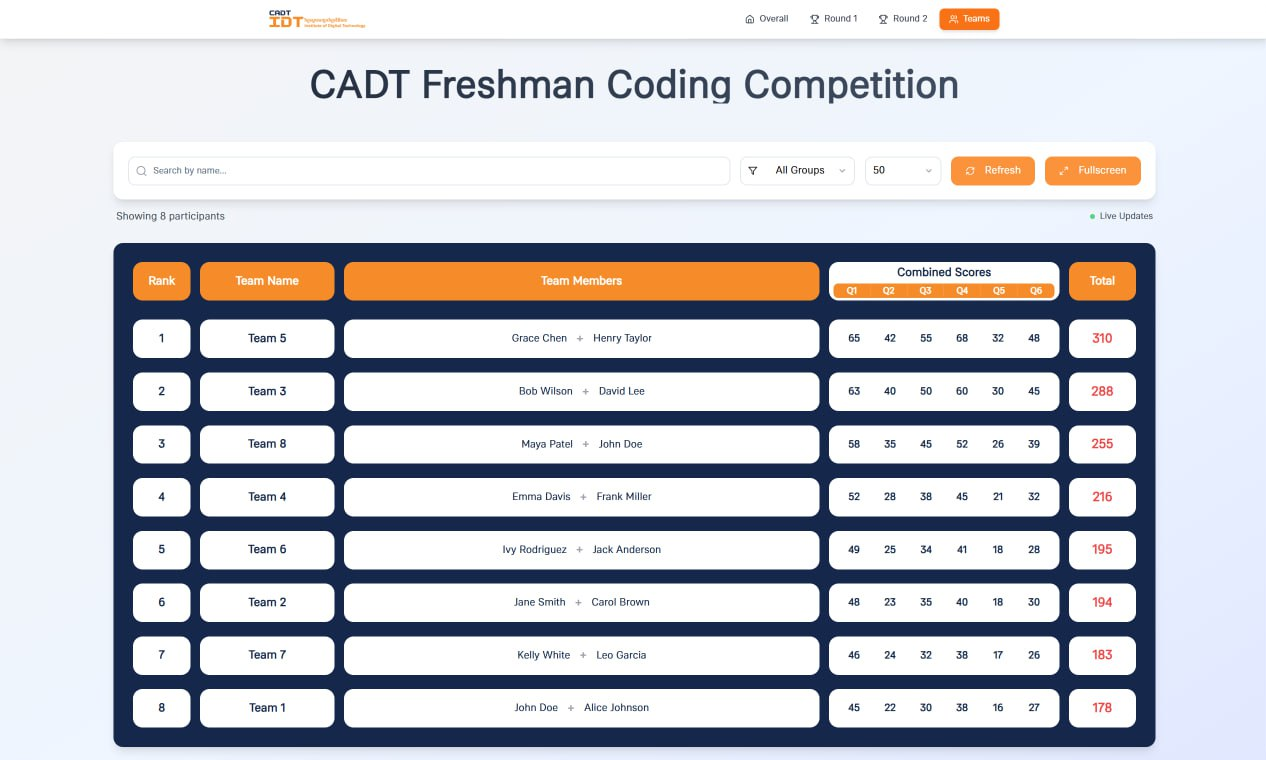 CADT
IDT
Institute of Digital Technology
Overall
Round 1
Round 2
Teams
CADT Freshman Coding Competition
Search by name...
All Groups
50
Refresh
Fullscreen
Showing 8 participants
Live Updates
Rank Team Name Team Members Combined Scores Total
Q1 Q2 Q3 Q4 Q5 Q6
1 Team 5 Grace Chen + Henry Taylor 65 42 55 68 32 48 310
2 Team 3 Bob Wilson + David Lee 63 40 50 60 30 45 288
3 Team 8 Maya Patel + John Doe 58 35 45 52 26 39 255
4 Team 4 Emma Davis + Frank Miller 52 28 38 45 21 32 216
5 Team 6 Ivy Rodriguez + Jack Anderson 49 25 34 41 18 28 195
6 Team 2 Jane Smith + Carol Brown 48 23 35 40 18 30 194
7 Team 7 Kelly White + Leo Garcia 46 24 32 38 17 26 183
8 Team 1 John Doe + Alice Johnson 45 22 30 38 16 27 178